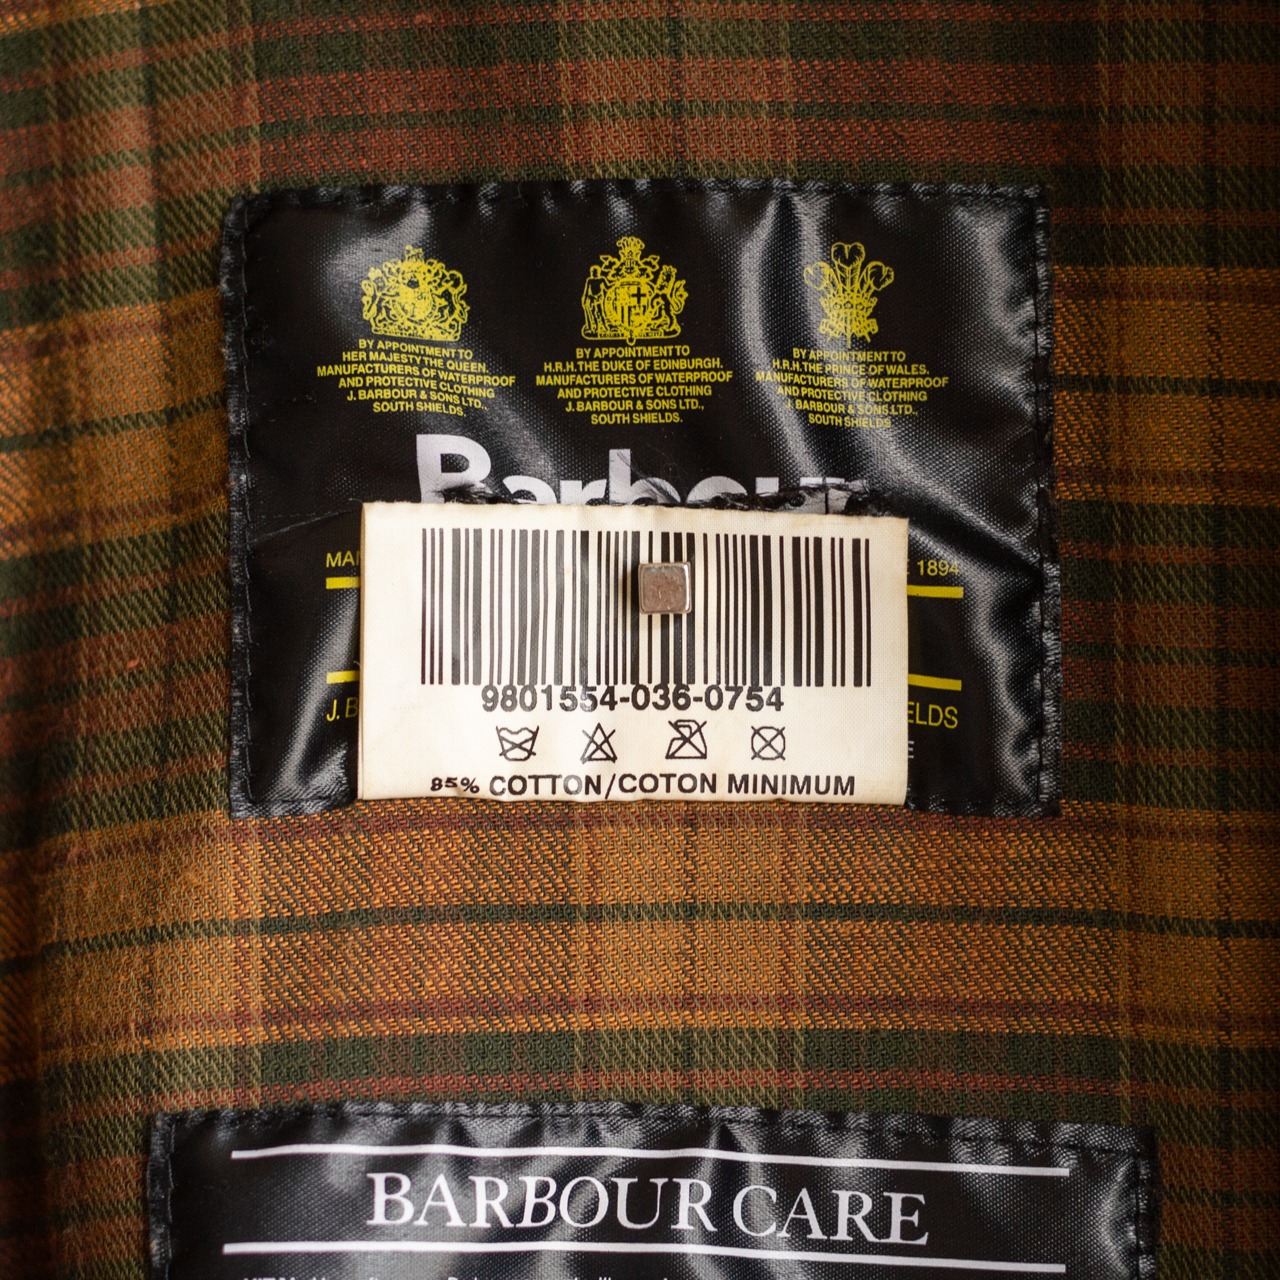 BY APPOINTMENT TO
HER MAJESTY THE QUEEN.
MANUFACTURERS OF WATERPROOF
AND PROTECTIVE CLOTHING
J. BARBOUR & SONS LTD.,
SOUTH SHIELDS.
BY APPOINTMENT TO
H.R.H. THE DUKE OF EDINBURGH.
MANUFACTURERS OF WATERPROOF
AND PROTECTIVE CLOTHING
J. BARBOUR & SONS LTD.,
SOUTH SHIELDS.
BY APPOINTMENT TO
H.R.H. THE PRINCE OF WALES.
MANUFACTURERS OF WATERPROOF
AND PROTECTIVE CLOTHING
J. BARBOUR & SONS LTD.,
SOUTH SHIELDS
Barbour
1894
9801554-036-0754
85% COTTON/COTON MINIMUM
BARBOUR CARE